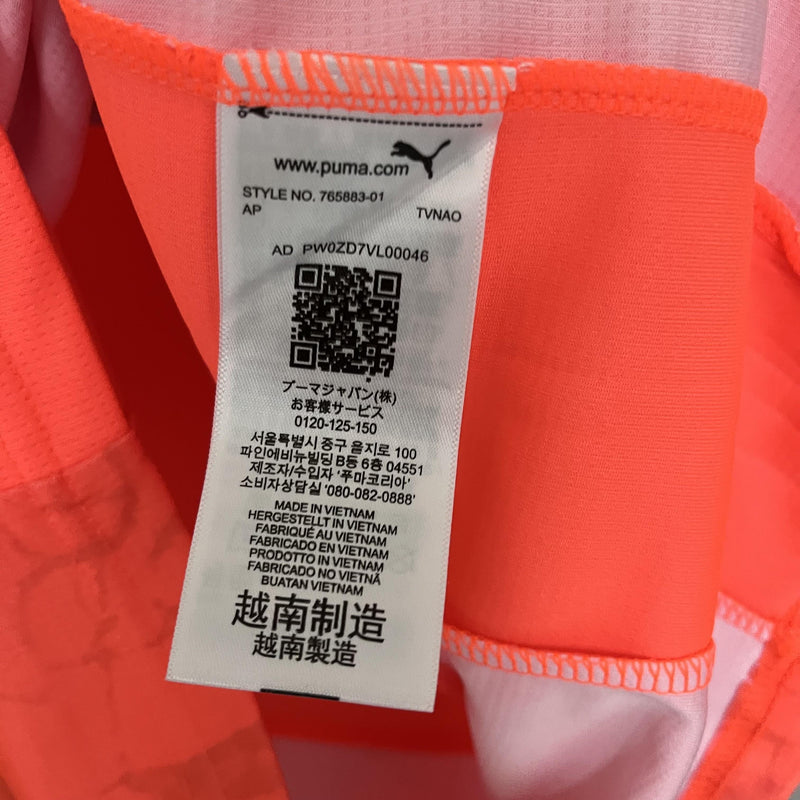 www.puma.com
STYLE NO. 765883-01
AP TVNAO
AD PW0ZD7VL00046
プーマジャパン(株)
お客様サービス
0120-125-150
서울특별시 중구 을지로 100
파인에비뉴빌딩 B동 6층 04551
제조자/수입자 '푸마코리아'
소비자상담실 '080-082-0888'
MADE IN VIETNAM
HERGESTELLT IN VIETNAM
FABRIQUÉ AU VIETNAM
FABRICADO EN VIETNAM
PRODOTTO IN VIETNAM
FABRICADO NO VIETNÃ
BUATAN VIETNAM
越南制造
越南製造